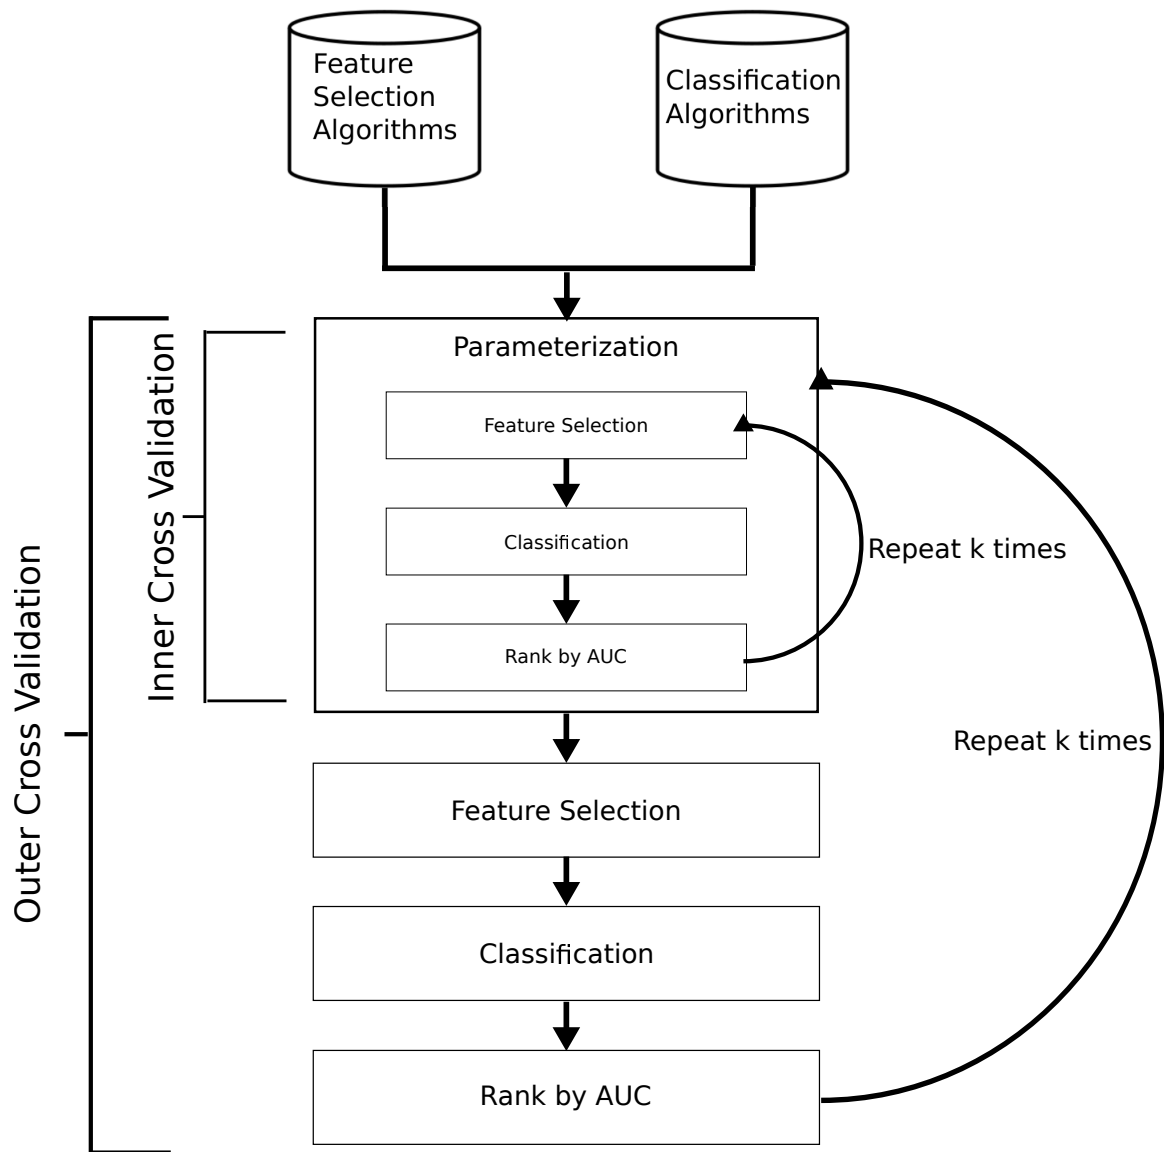 Feature
Selection
Algorithms
Classification
Algorithms
Parameterization
Feature Selection
Classification
Rank by AUC
Repeat k times
Inner Cross Validation
Outer Cross Validation
Feature Selection
Classification
Rank by AUC
Repeat k times